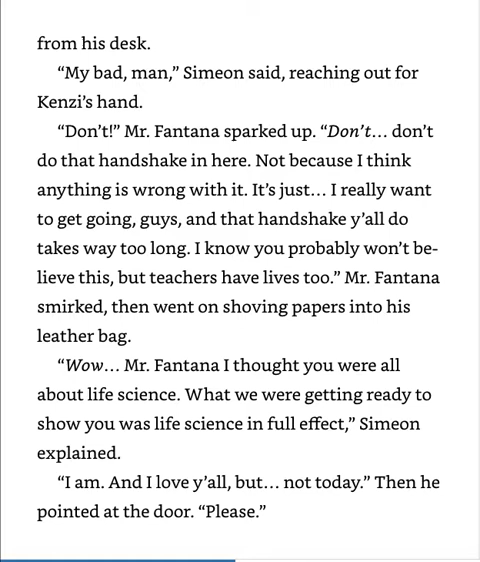 from his desk.
“My bad, man,” Simeon said, reaching out for
Kenzi’s hand.
“Don’t!” Mr. Fantana sparked up. “Don’t… don’t
do that handshake in here. Not because I think
anything is wrong with it. It’s just… I really want
to get going, guys, and that handshake y’all do
takes way too long. I know you probably won’t be-
lieve this, but teachers have lives too.” Mr. Fantana
smirked, then went on shoving papers into his
leather bag.
“Wow… Mr. Fantana I thought you were all
about life science. What we were getting ready to
show you was life science in full effect,” Simeon
explained.
“I am. And I love y’all, but… not today.” Then he
pointed at the door. “Please.”